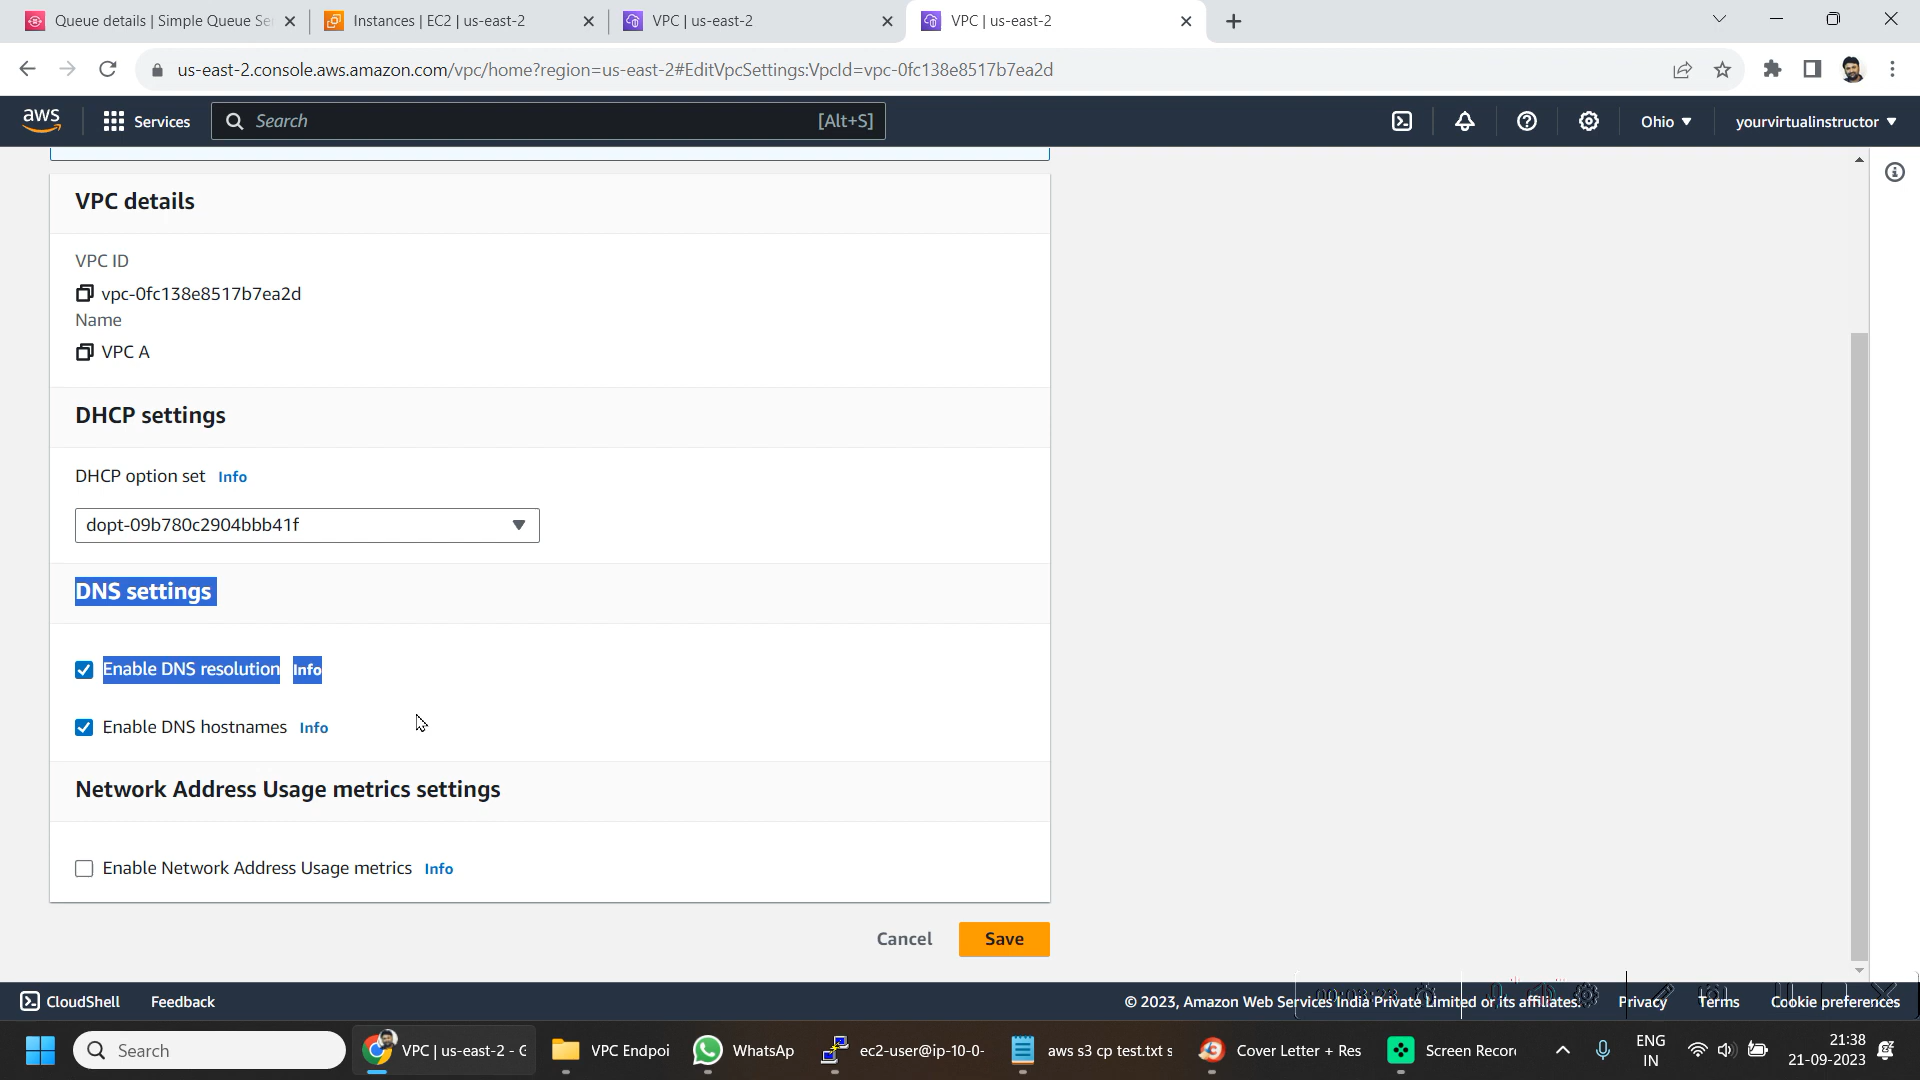 Queue details | Simple Queue Se
Instances | EC2 | us-east-2
VPC | us-east-2
VPC | us-east-2
us-east-2.console.aws.amazon.com/vpc/home?region=us-east-2#EditVpcSettings:VpcId=vpc-0fc138e8517b7ea2d
aws
Services
Search
[Alt+S]
Ohio
yourvirtualinstructor
VPC details
VPC ID
vpc-0fc138e8517b7ea2d
Name
VPC A
DHCP settings
DHCP option set Info
dopt-09b780c2904bbb41f
DNS settings
Enable DNS resolution Info
Enable DNS hostnames Info
Network Address Usage metrics settings
Enable Network Address Usage metrics Info
Cancel
Save
CloudShell
Feedback
© 2023, Amazon Web Services India Private Limited or its affiliates.
Privacy
Terms
Cookie preferences
Search
VPC | us-east-2 - G
VPC Endpoi
WhatsAp
ec2-user@ip-10-0-
aws s3 cp test.txt s
Cover Letter + Res
Screen Recor
ENG
IN
21:38
21-09-2023